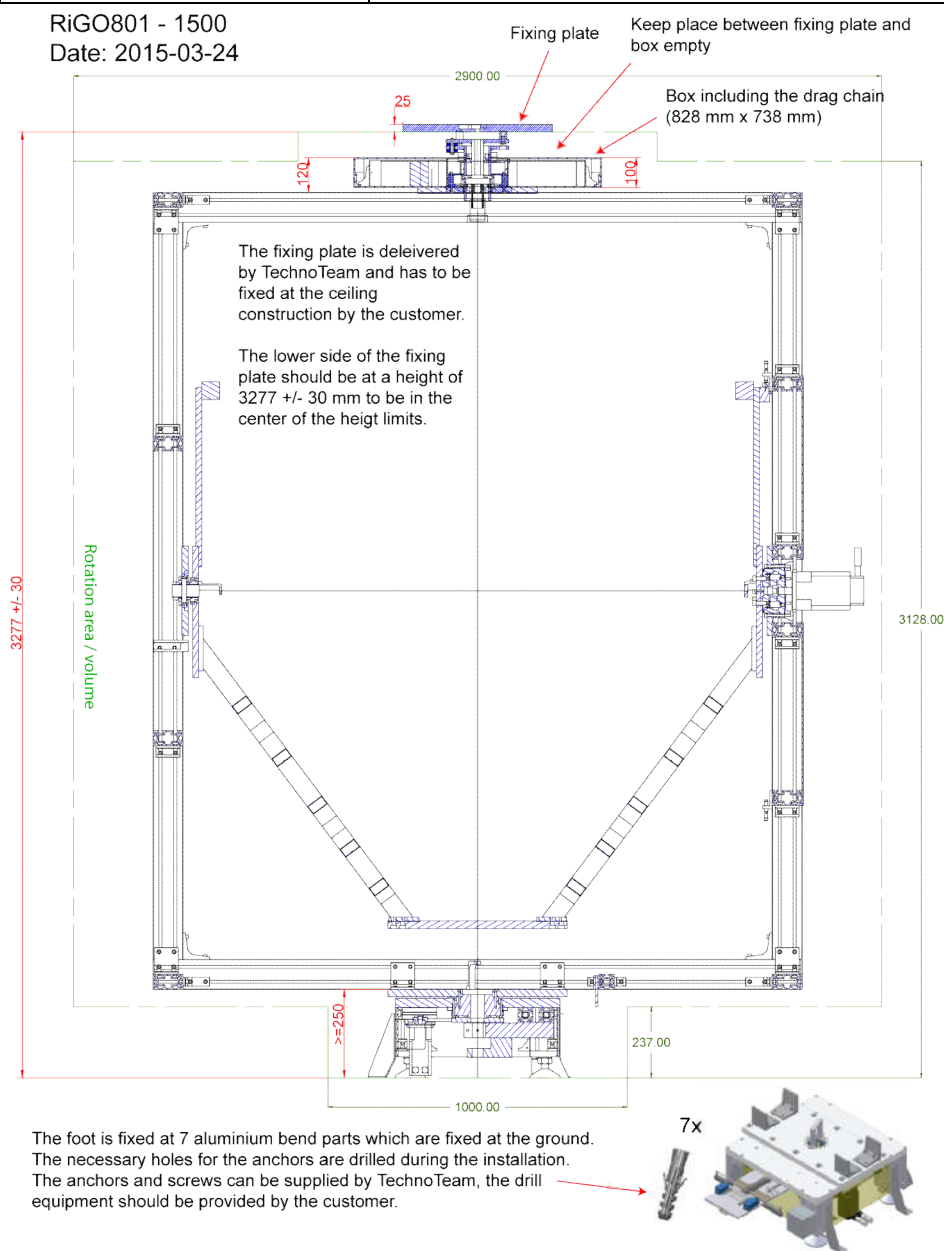 RiGO801 - 1500
Date: 2015-03-24
Fixing plate
Keep place between fixing plate and
box empty
2900.00
Box including the drag chain
(828 mm x 738 mm)
25
120
100
The fixing plate is deleivered
by TechnoTeam and has to be
fixed at the ceiling
construction by the customer.
The lower side of the fixing
plate should be at a height of
3277 +/- 30 mm to be in the
center of the heigt limits.
Rotation area / volume
3277 +/- 30
3128.00
>=250
237.00
1000.00
7x
The foot is fixed at 7 aluminium bend parts which are fixed at the ground.
The necessary holes for the anchors are drilled during the installation.
The anchors and screws can be supplied by TechnoTeam, the drill
equipment should be provided by the customer.